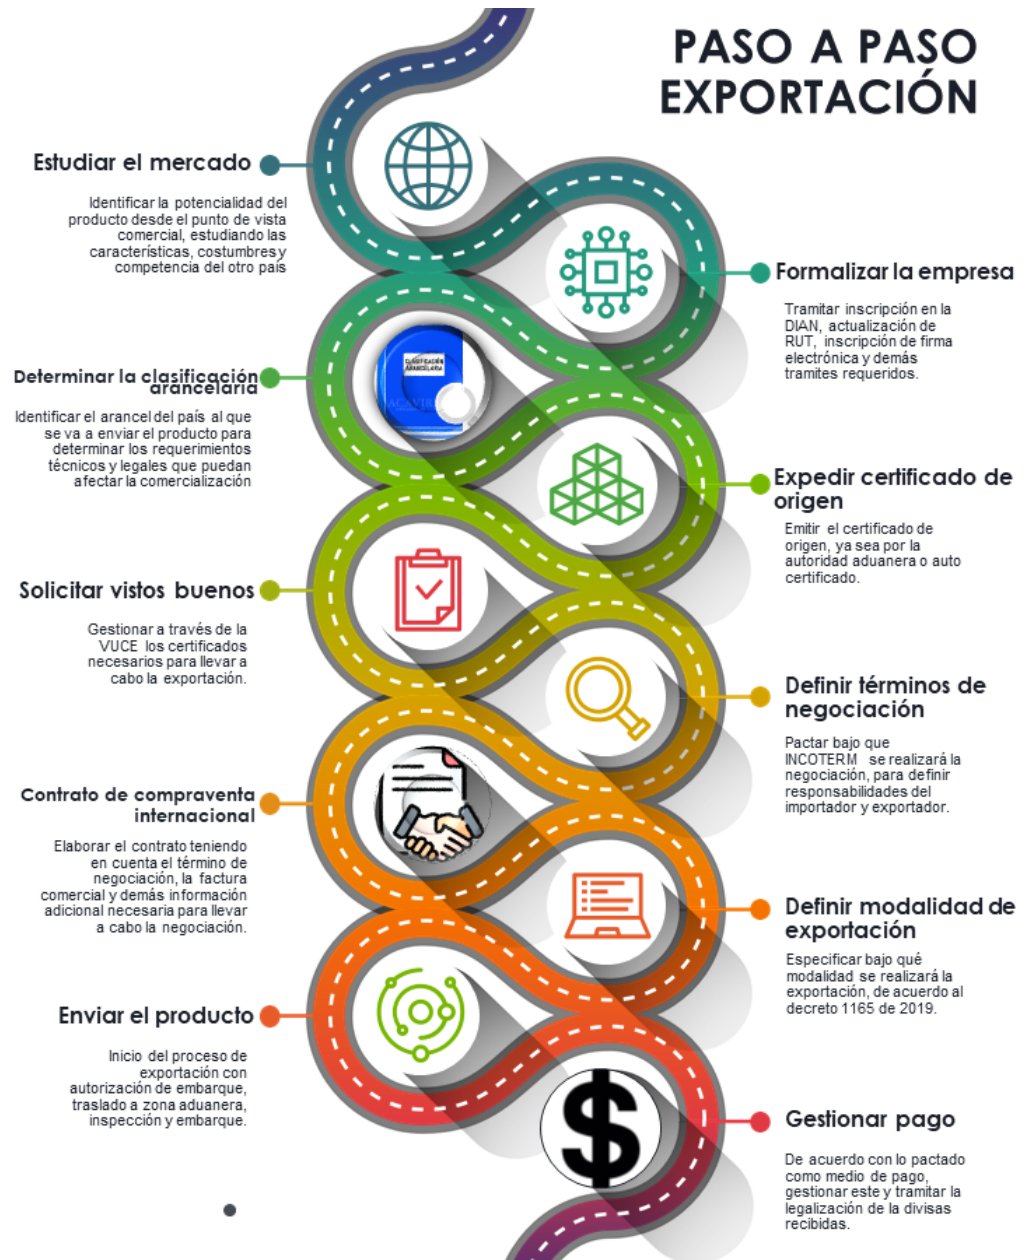 PASO A PASO
EXPORTACIÓN
Estudiar el mercado
Identificar la potencialidad del
producto desde el punto de vista
comercial, estudiando las
características, costumbres y
competencia del otro país
Formalizar la empresa
Tramitar inscripción en la
DIAN, actualización de
RUT, inscripción de firma
electrónica y demás
tramites requeridos.
Determinar la clasificación
arancelaria
Identificar el arancel del país al que
se va a enviar el producto para
determinar los requerimientos
técnicos y legales que puedan
afectar la comercialización
CLASIFICACIÓN
ARANCELARIA
Expedir certificado de
origen
Emitir el certificado de
origen, ya sea por la
autoridad aduanera o auto
certificado.
Solicitar vistos buenos
Gestionar a través de la
VUCE los certificados
necesarios para llevar a
cabo la exportación.
Definir términos de
negociación
Pactar bajo que
INCOTERM se realizará la
negociación, para definir
responsabilidades del
importador y exportador.
Contrato de compraventa
internacional
Elaborar el contrato teniendo
en cuenta el término de
negociación, la factura
comercial y demás información
adicional necesaria para llevar
a cabo la negociación.
Definir modalidad de
exportación
Especificar bajo qué
modalidad se realizará la
exportación, de acuerdo al
decreto 1165 de 2019.
Enviar el producto
Inicio del proceso de
exportación con
autorización de embarque,
traslado a zona aduanera,
inspección y embarque.
$
Gestionar pago
De acuerdo con lo pactado
como medio de pago,
gestionar este y tramitar la
legalización de la divisas
recibidas.